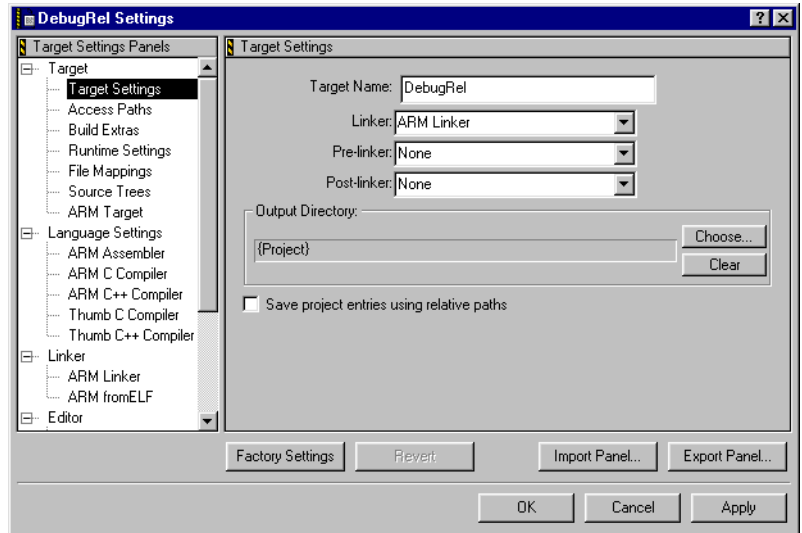 DebugRel Settings
Target Settings Panels
Target
Target Settings
Access Paths
Build Extras
Runtime Settings
File Mappings
Source Trees
ARM Target
Language Settings
ARM Assembler
ARM C Compiler
ARM C++ Compiler
Thumb C Compiler
Thumb C++ Compiler
Linker
ARM Linker
ARM fromELF
Editor
Target Settings
Target Name: DebugRel
Linker: ARM Linker
Pre-linker: None
Post-linker: None
Output Directory:
{Project}
Choose...
Clear
Save project entries using relative paths
Factory Settings
Revert
Import Panel...
Export Panel...
OK
Cancel
Apply